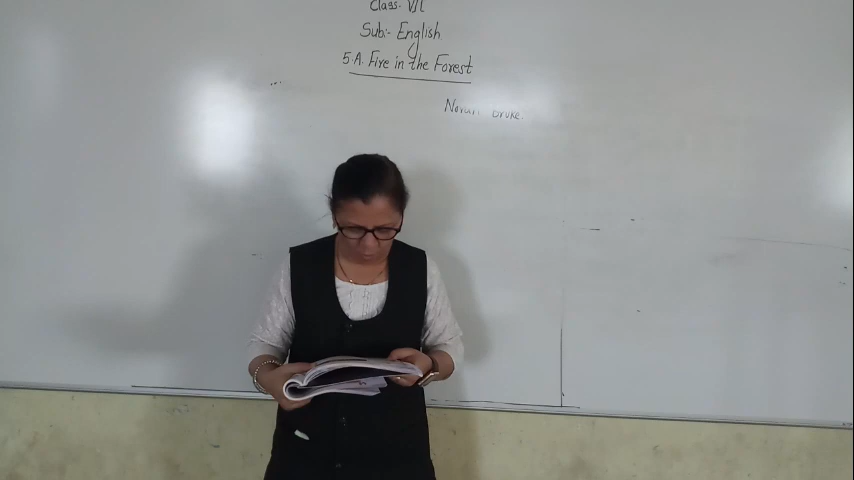 Class- VII
Sub:- English
5.A. Fire in the Forest